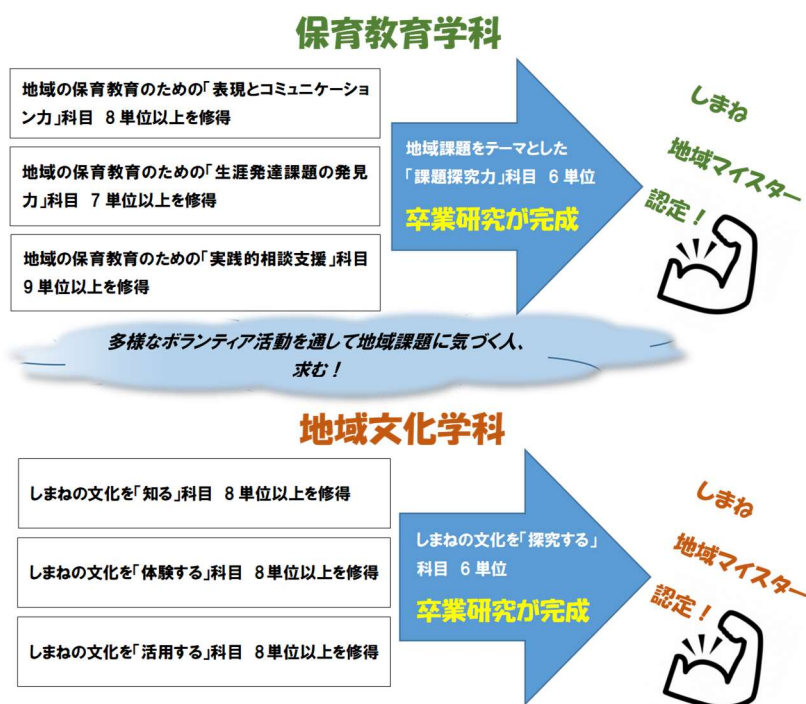 保育教育学科
地域の保育教育のための「表現とコミュニケーショ
ン力」科目 8単位以上を修得
地域の保育教育のための「生涯発達課題の発見
力」科目 7単位以上を修得
地域の保育教育のための「実践的相談支援」科目
9単位以上を修得
地域課題をテーマとした
「課題探究力」科目 6単位
卒業研究が完成
しまね
地域マイスター
認定！
多様なボランティア活動を通して地域課題に気づく人、
求む！
地域文化学科
しまねの文化を「知る」科目 8単位以上を修得
しまねの文化を「体験する」科目 8単位以上を修得
しまねの文化を「活用する」科目 8単位以上を修得
しまねの文化を「探究する」
科目 6単位
卒業研究が完成
しまね
地域マイスター
認定！